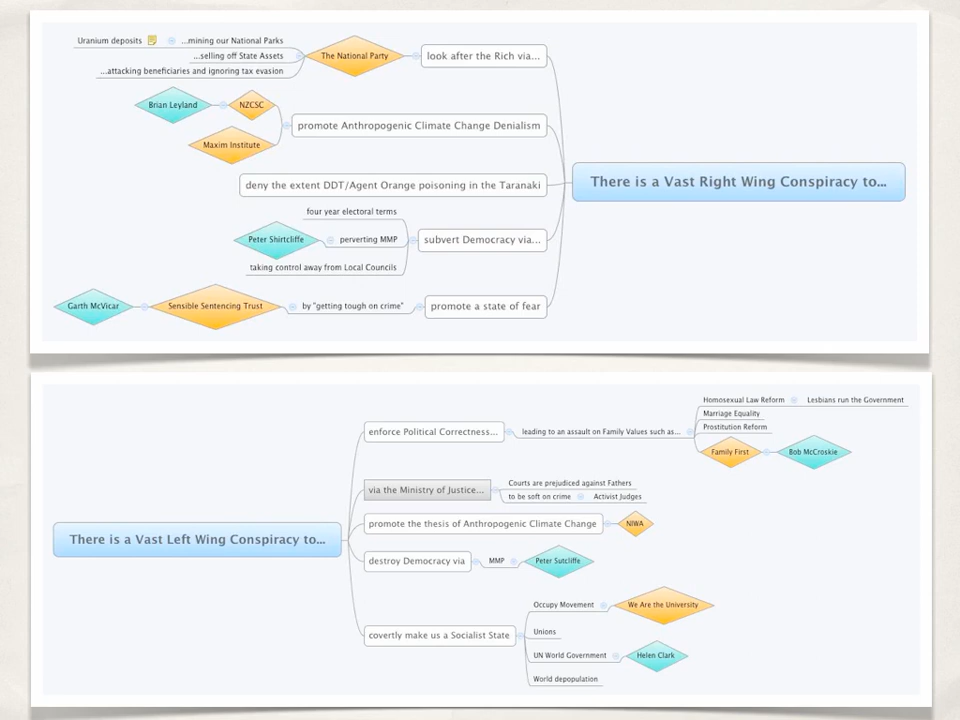 Uranium deposits
...mining our National Parks
...selling off State Assets
...attacking beneficiaries and ignoring tax evasion
The National Party
look after the Rich via...
Brian Leyland
NZCSC
Maxim Institute
promote Anthropogenic Climate Change Denialism
There is a Vast Right Wing Conspiracy to...
deny the extent DDT/Agent Orange poisoning in the Taranaki
four year electoral terms
Peter Shirtcliffe
perverting MMP
taking control away from Local Councils
subvert Democracy via...
Garth McVicar
Sensible Sentencing Trust
by "getting tough on crime"
promote a state of fear
There is a Vast Left Wing Conspiracy to...
enforce Political Correctness...
leading to an assault on Family Values such as...
Homosexual Law Reform
Lesbians run the Government
Marriage Equality
Prostitution Reform
Family First
Bob McCroskie
via the Ministry of Justice...
Courts are prejudiced against Fathers
to be soft on crime
Activist Judges
promote the thesis of Anthropogenic Climate Change
NIWA
destroy Democracy via
MMP
Peter Sutcliffe
covertly make us a Socialist State
Occupy Movement
We Are the University
Unions
UN World Government
Helen Clark
World depopulation